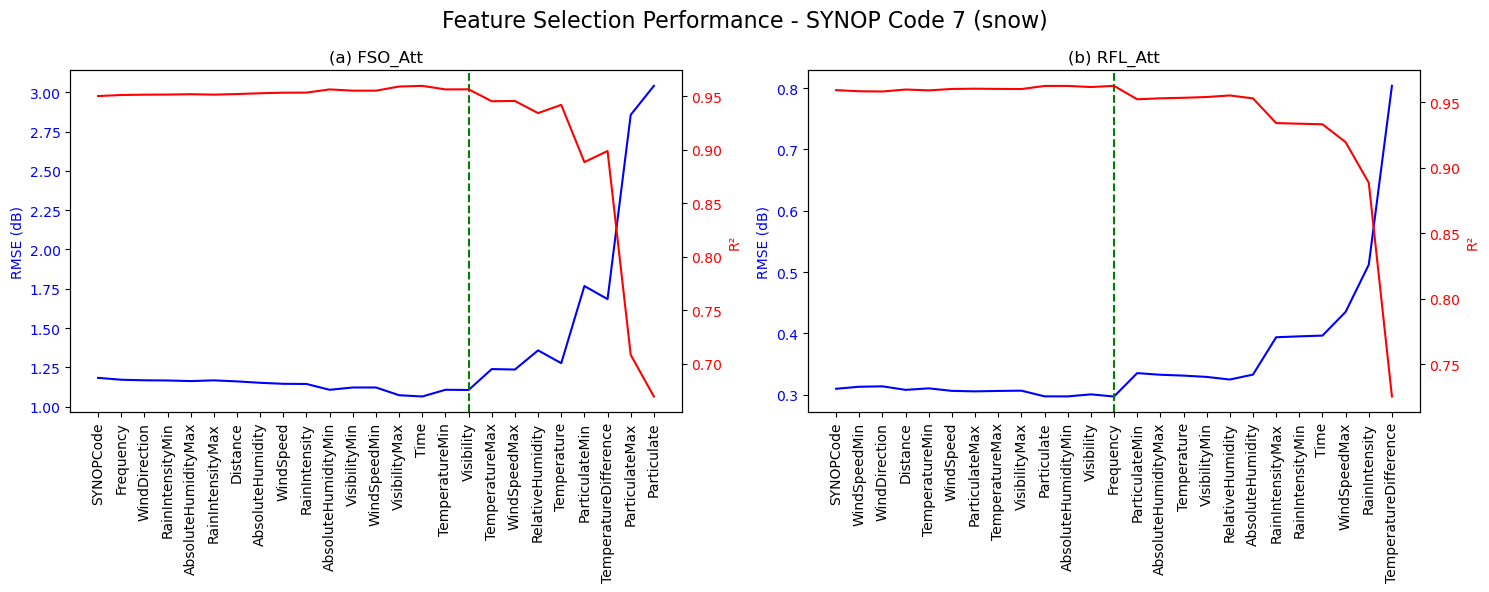 Feature Selection Performance - SYNOP Code 7 (snow)
(a) FSO_Att
RMSE (dB)
3.00
2.75
2.50
2.25
2.00
1.75
1.50
1.25
1.00
0.95
0.90
0.85
0.80
0.75
0.70
R²
SYNOPCode
Frequency
WindDirection
RainIntensityMin
AbsoluteHumidityMax
RainIntensityMax
Distance
AbsoluteHumidity
WindSpeed
RainIntensity
AbsoluteHumidityMin
VisibilityMin
WindSpeedMin
VisibilityMax
Time
TemperatureMin
Visibility
TemperatureMax
WindSpeedMax
RelativeHumidity
Temperature
ParticulateMin
TemperatureDifference
ParticulateMax
Particulate
(b) RFL_Att
RMSE (dB)
0.8
0.7
0.6
0.5
0.4
0.3
0.95
0.90
0.85
0.80
0.75
R²
SYNOPCode
WindSpeedMin
WindDirection
Distance
TemperatureMin
WindSpeed
ParticulateMax
TemperatureMax
VisibilityMax
Particulate
AbsoluteHumidityMin
Visibility
Frequency
ParticulateMin
AbsoluteHumidityMax
Temperature
VisibilityMin
RelativeHumidity
AbsoluteHumidity
RainIntensityMax
RainIntensityMin
Time
WindSpeedMax
RainIntensity
TemperatureDifference